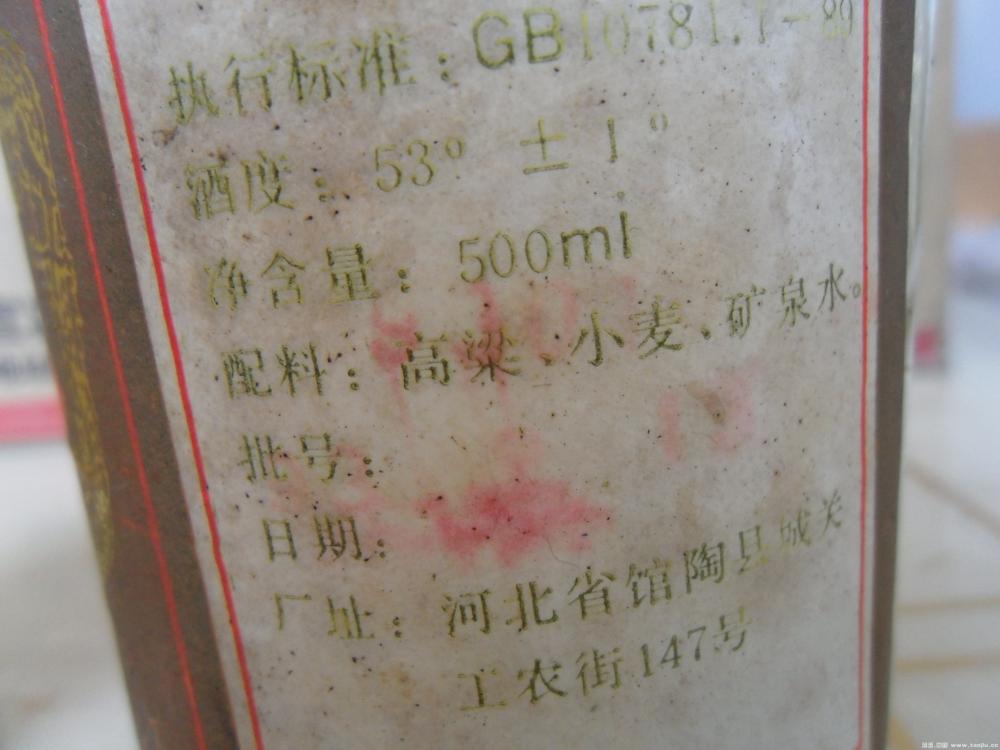 执行标准：GB10781.1-89
酒度：53° ± 1°
净含量：500ml
配料：高粱、小麦、矿泉水。
批号：
日期：
厂址：河北省馆陶县城关
工农街147号